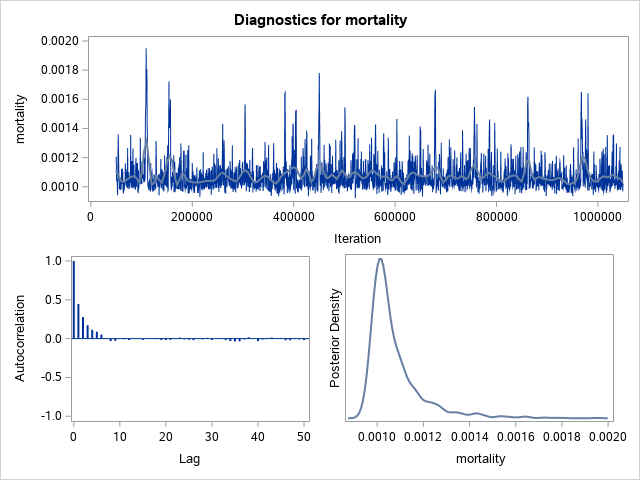 Diagnostics for mortality
mortality
0.0020
0.0018
0.0016
0.0014
0.0012
0.0010
0 200000 400000 600000 800000 1000000
Iteration
Autocorrelation
1.0
0.5
0.0
-0.5
-1.0
0 10 20 30 40 50
Lag
Posterior Density
0.0010 0.0012 0.0014 0.0016 0.0018 0.0020
mortality